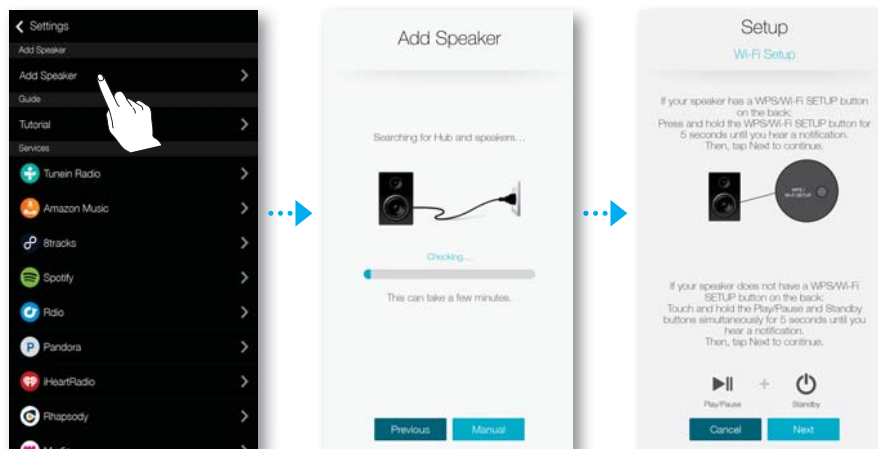 Settings
Add Speaker
Add Speaker
Guide
Tutorial
Services
Tunein Radio
Amazon Music
8tracks
Spotify
Rdio
P Pandora
iHeartRadio
Rhapsody
Add Speaker
Searching for Hub and speakers...
Checking...
This can take a few minutes.
Previous
Manual
Setup
Wi-Fi Setup
If your speaker has a WPS/Wi-Fi SETUP button
on the back:
Press and hold the WPS/Wi-Fi SETUP button for
5 seconds until you hear a notification.
Then, tap Next to continue.
WPS /
Wi-Fi SETUP
If your speaker does not have a WPS/Wi-Fi
SETUP button on the back:
Touch and hold the Play/Pause and Standby
buttons simultaneously for 5 seconds until you
hear a notification.
Then, tap Next to continue.
+
Play/Pause
Standby
Cancel
Next